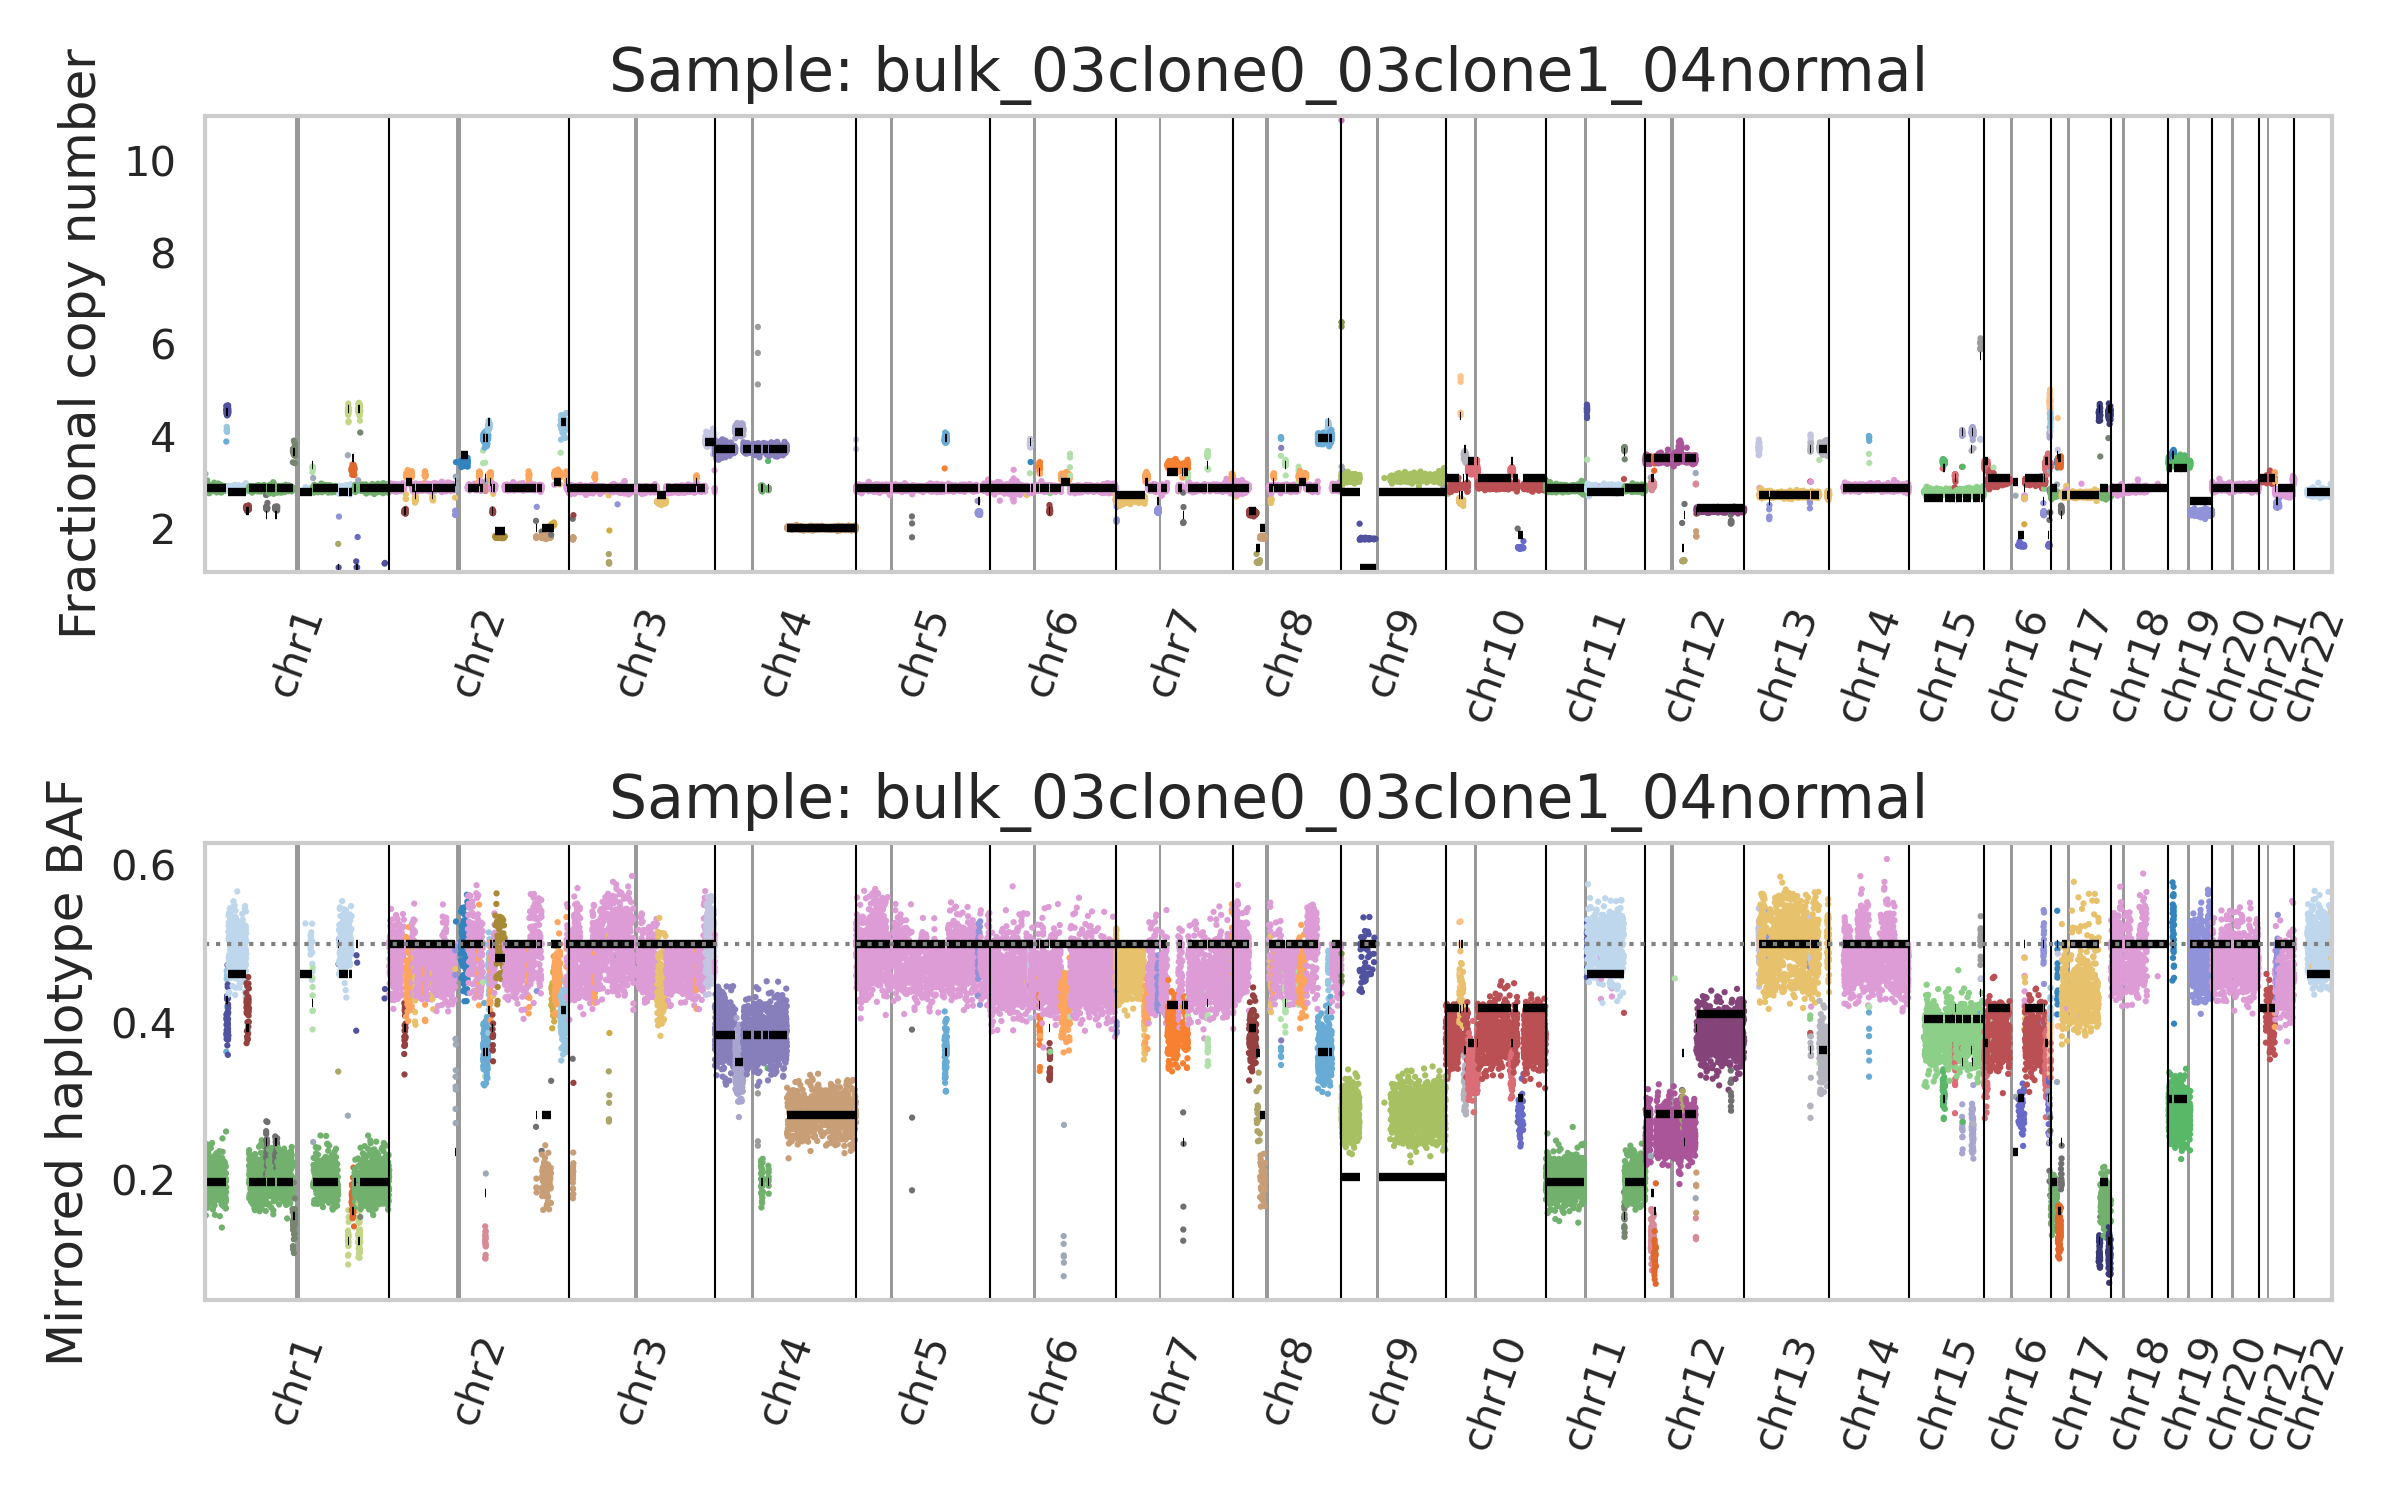 Sample: bulk_03clone0_03clone1_04normal
Fractional copy number
10
8
6
4
2
chr1
chr2
chr3
chr4
chr5
chr6
chr7
chr8
chr9
chr10
chr11
chr12
chr13
chr14
chr15
chr16
chr17
chr18
chr19
chr20
chr21
chr22
Sample: bulk_03clone0_03clone1_04normal
Mirrored haplotype BAF
0.6
0.4
0.2
chr1
chr2
chr3
chr4
chr5
chr6
chr7
chr8
chr9
chr10
chr11
chr12
chr13
chr14
chr15
chr16
chr17
chr18
chr19
chr20
chr21
chr22